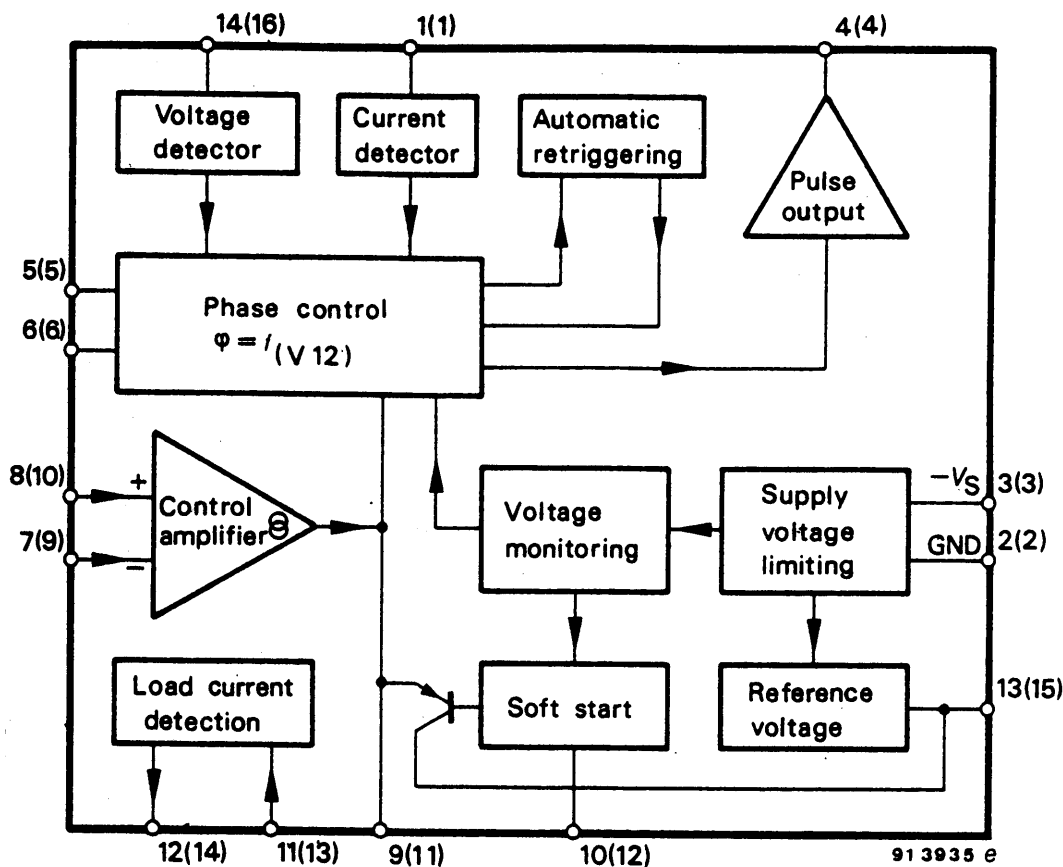 14(16)
1(1)
4(4)
Voltage
detector
Current
detector
Automatic
retriggering
Pulse
output
5(5)
6(6)
Phase control
φ = f (V 12)
8(10)
7(9)
+
−
Control
amplifier
Voltage
monitoring
Supply
voltage
limiting
−VS
GND
3(3)
2(2)
Load current
detection
Soft start
Reference
voltage
13(15)
12(14)
11(13)
9(11)
10(12)
91 3935 e